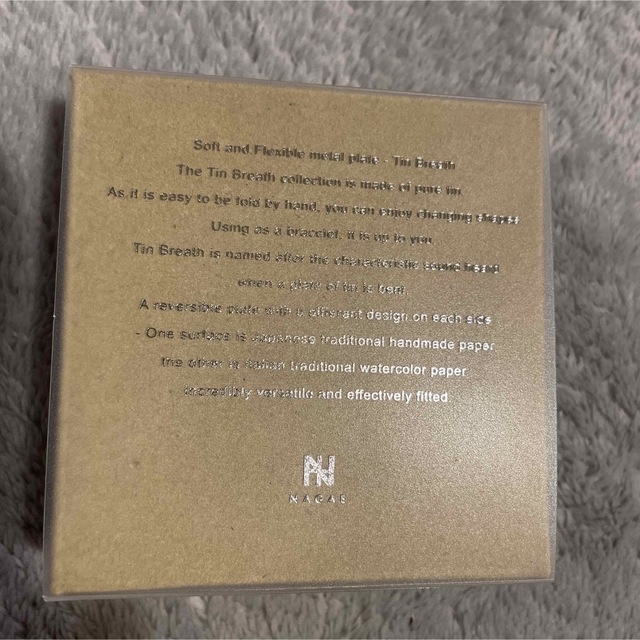 Soft and Flexible metal plate - Tin Breath
The Tin Breath collection is made of pure tin.
As it is easy to be fold by hand, you can enjoy changing shapes
Using as a bracelet, it is up to you
Tin Breath is named after the characteristic sound heard
when a plate of tin is bent.
A reversible plate with a different design on each side
- One surface is Japanese traditional handmade paper
the other is Italian traditional watercolor paper
incredibly versatile and effectively fitted.
NAGAE